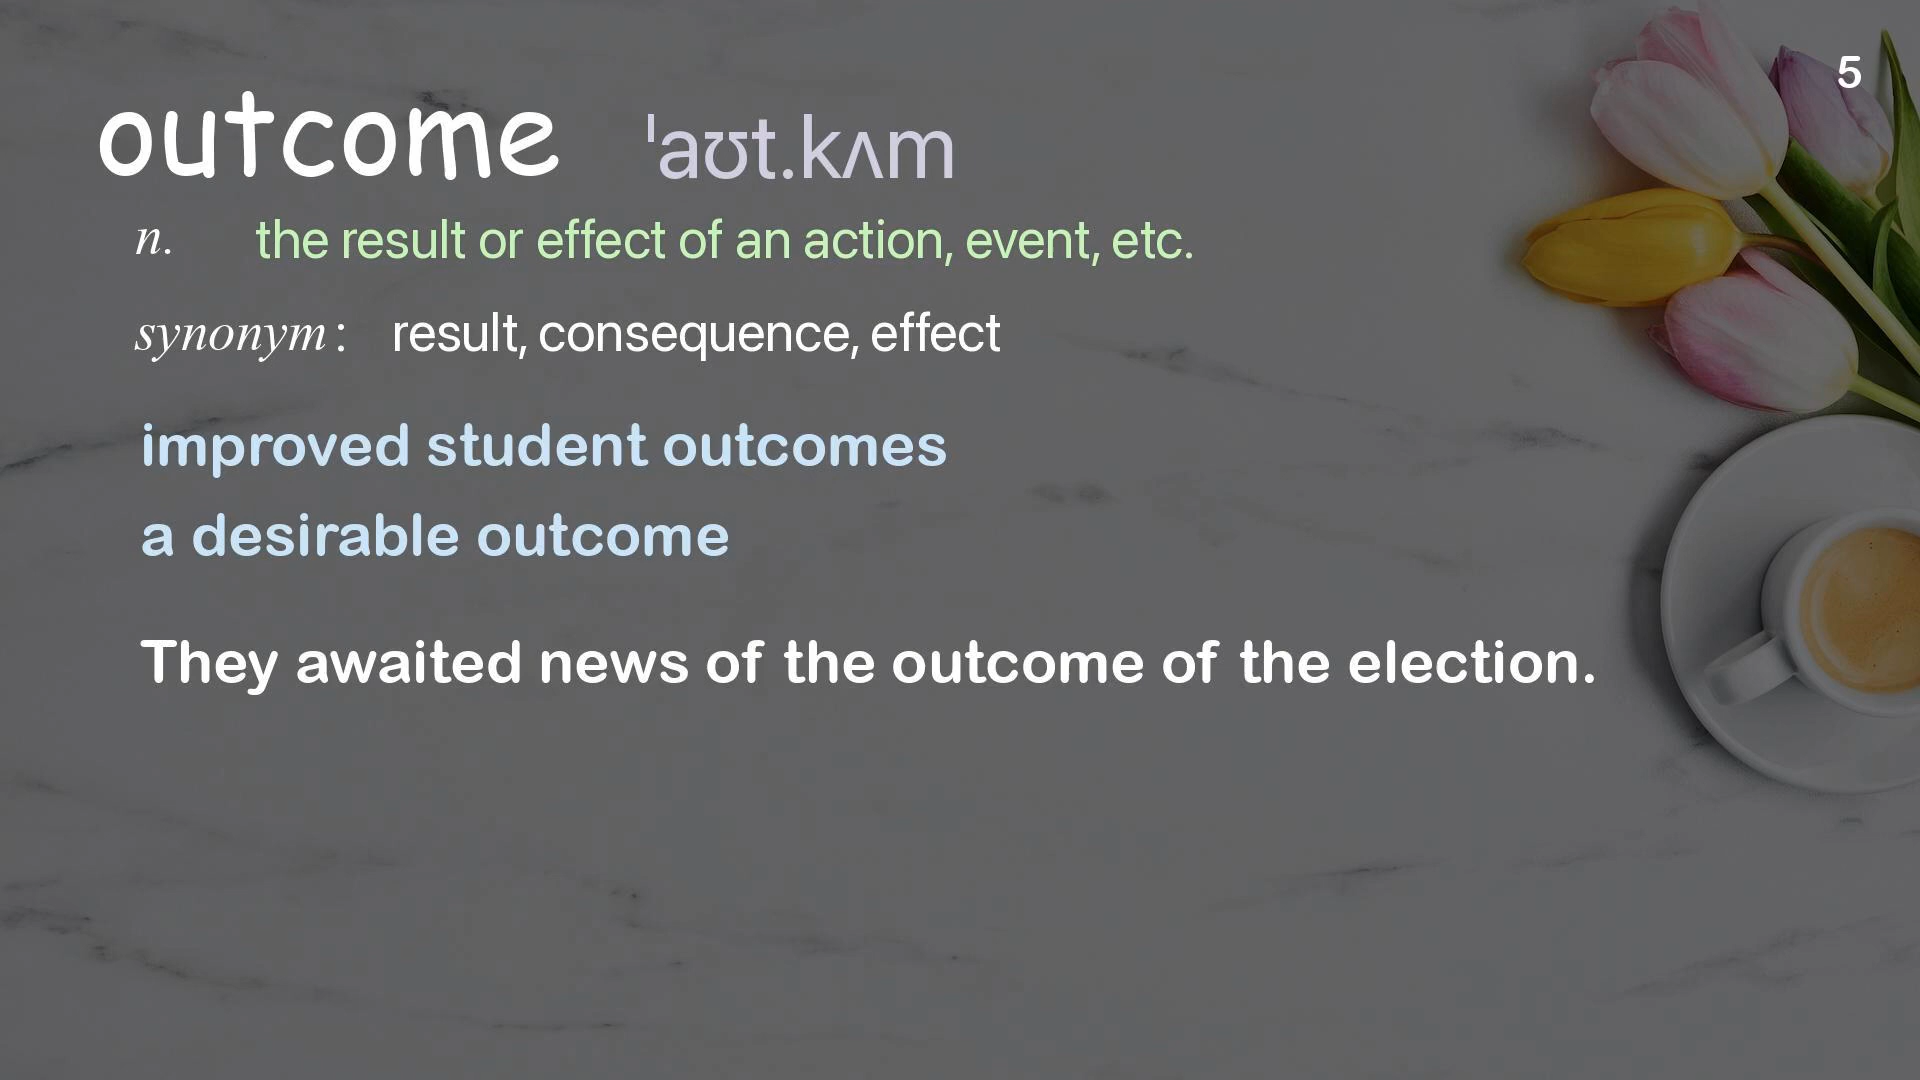 5
outcome ˈaʊt.kʌm
n. the result or effect of an action, event, etc.
synonym: result, consequence, effect
improved student outcomes
a desirable outcome
They awaited news of the outcome of the election.